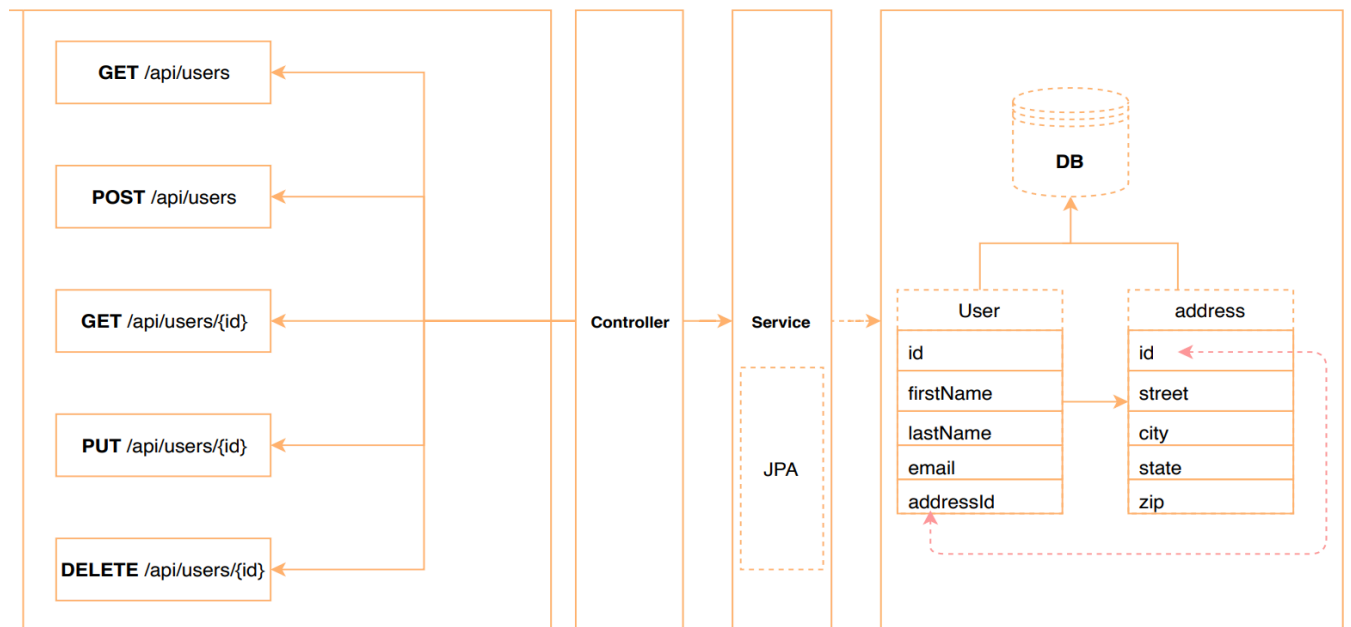 GET /api/users
POST /api/users
GET /api/users/{id}
PUT /api/users/{id}
DELETE /api/users/{id}
Controller
Service
JPA
DB
User
id
firstName
lastName
email
addressId
address
id
street
city
state
zip